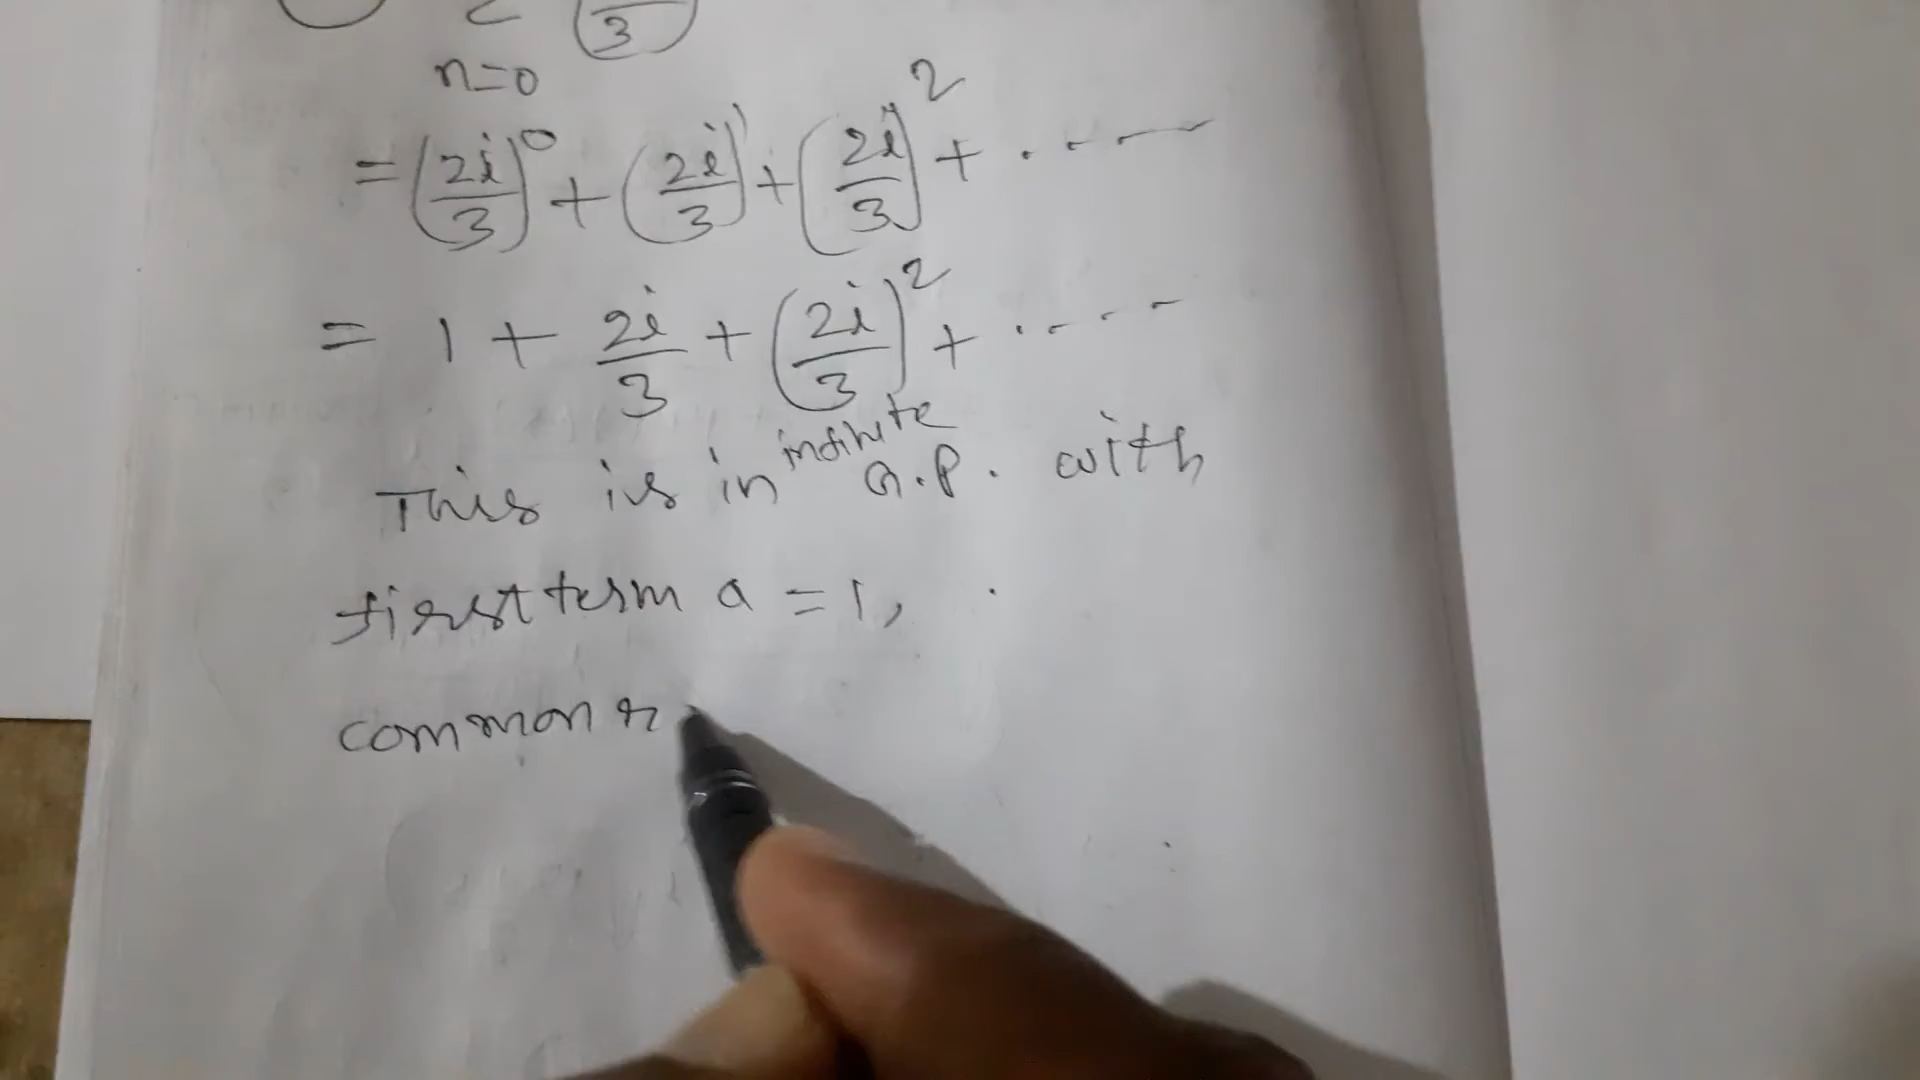 3
n=0
= (2i/3)^0 + (2i/3)^1 + (2i/3)^2 + .....
= 1 + 2i/3 + (2i/3)^2 + .....
This is in infinite G.P. with
first term a = 1,
common r